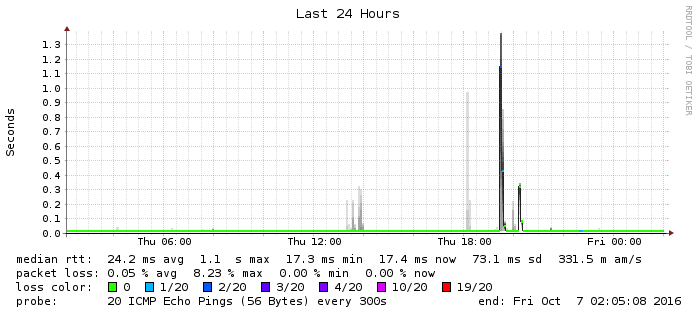 Last 24 Hours
RRDTOOL / TOBI OETIKER
Seconds
1.3
1.2
1.1
1.0
0.9
0.8
0.7
0.6
0.5
0.4
0.3
0.2
0.1
0.0
Thu 06:00 Thu 12:00 Thu 18:00 Fri 00:00
median rtt: 24.2 ms avg 1.1 s max 17.3 ms min 17.4 ms now 73.1 ms sd 331.5 m am/s
packet loss: 0.05 % avg 8.23 % max 0.00 % min 0.00 % now
loss color: 0 1/20 2/20 3/20 4/20 10/20 19/20
probe: 20 ICMP Echo Pings (56 Bytes) every 300s end: Fri Oct 7 02:05:08 2016